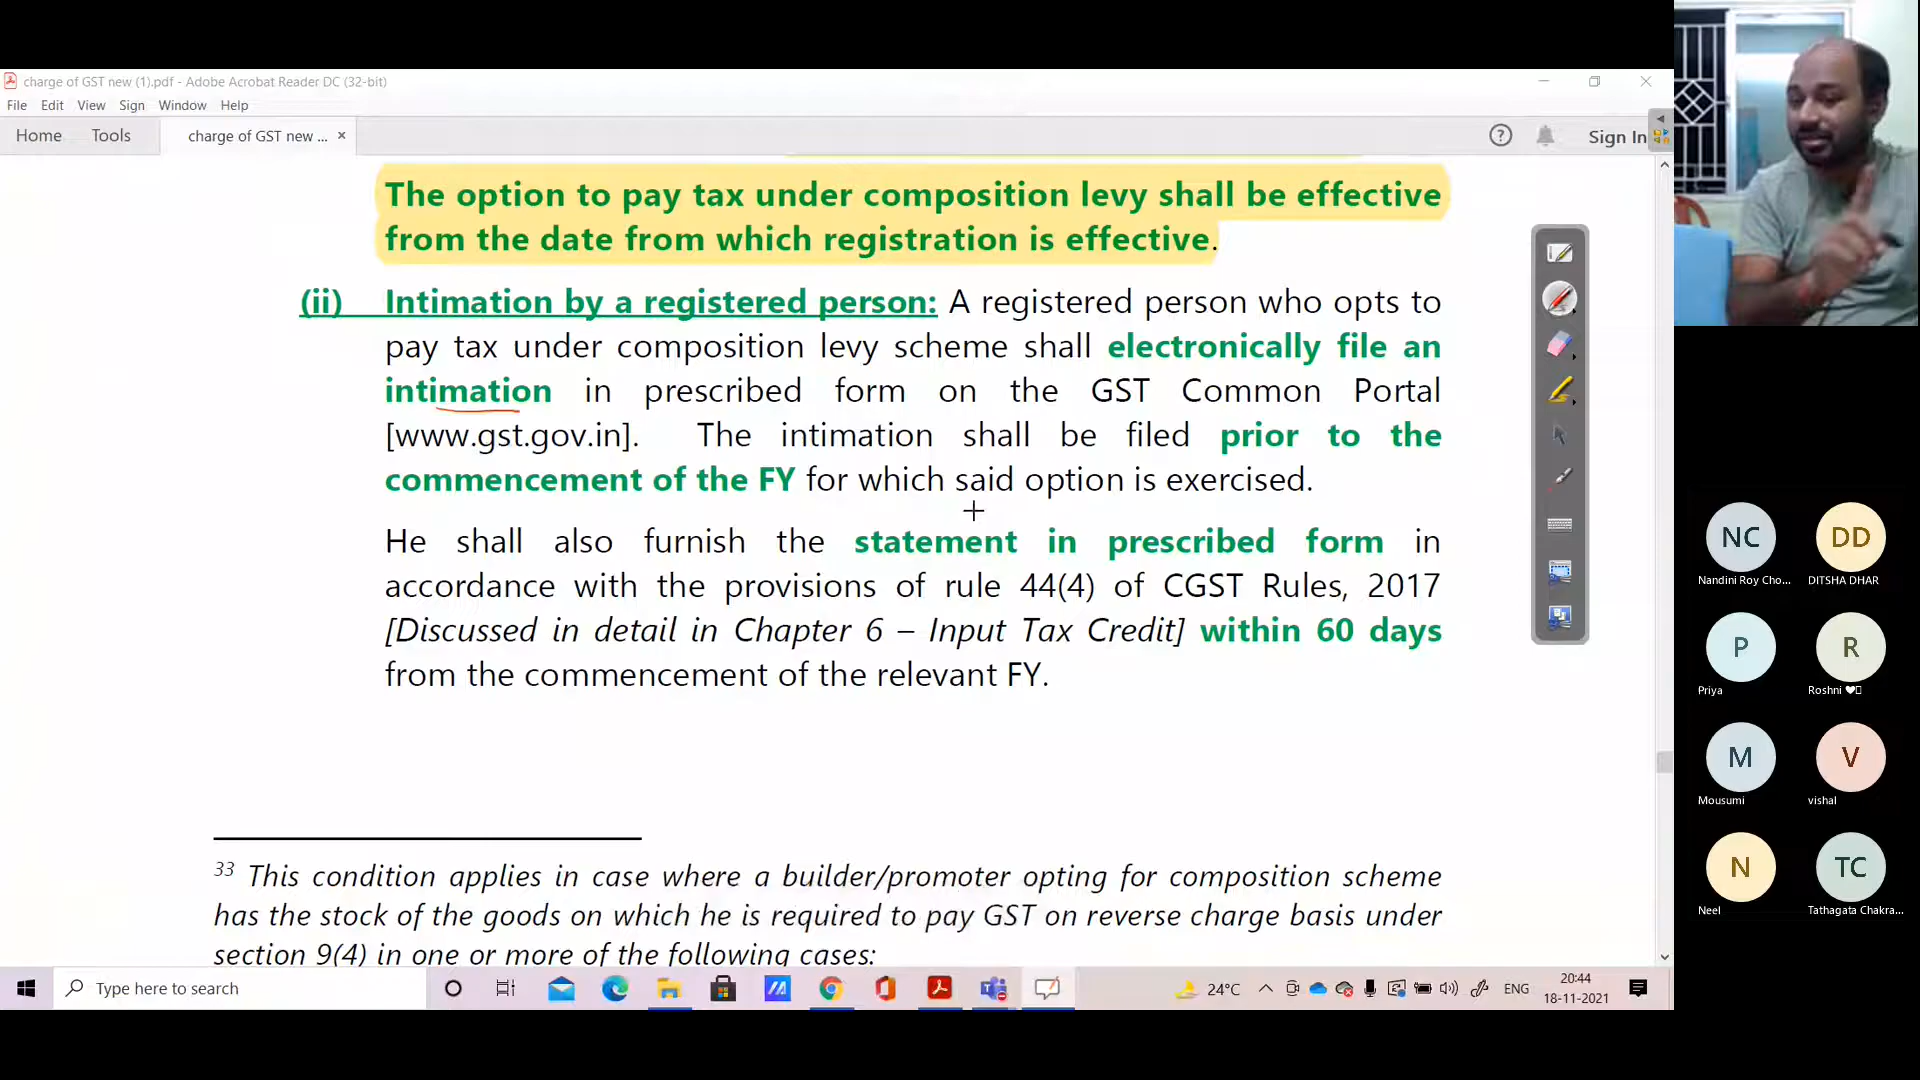 charge of GST new (1).pdf - Adobe Acrobat Reader DC (32-bit)
File Edit View Sign Window Help
Home Tools charge of GST new ... × Sign In
The option to pay tax under composition levy shall be effective
from the date from which registration is effective.
(ii) Intimation by a registered person: A registered person who opts to
pay tax under composition levy scheme shall electronically file an
intimation in prescribed form on the GST Common Portal
[www.gst.gov.in]. The intimation shall be filed prior to the
commencement of the FY for which said option is exercised.
He shall also furnish the statement in prescribed form in
accordance with the provisions of rule 44(4) of CGST Rules, 2017
[Discussed in detail in Chapter 6 – Input Tax Credit] within 60 days
from the commencement of the relevant FY.
33 This condition applies in case where a builder/promoter opting for composition scheme
has the stock of the goods on which he is required to pay GST on reverse charge basis under
section 9(4) in one or more of the following cases:
NC DD
Nandini Roy Cho... DITSHA DHAR
P R
Priya Roshni ❤
M V
Mousumi vishal
N TC
Neel Tathagata Chakra...
Type here to search 24°C ENG 20:44
18-11-2021